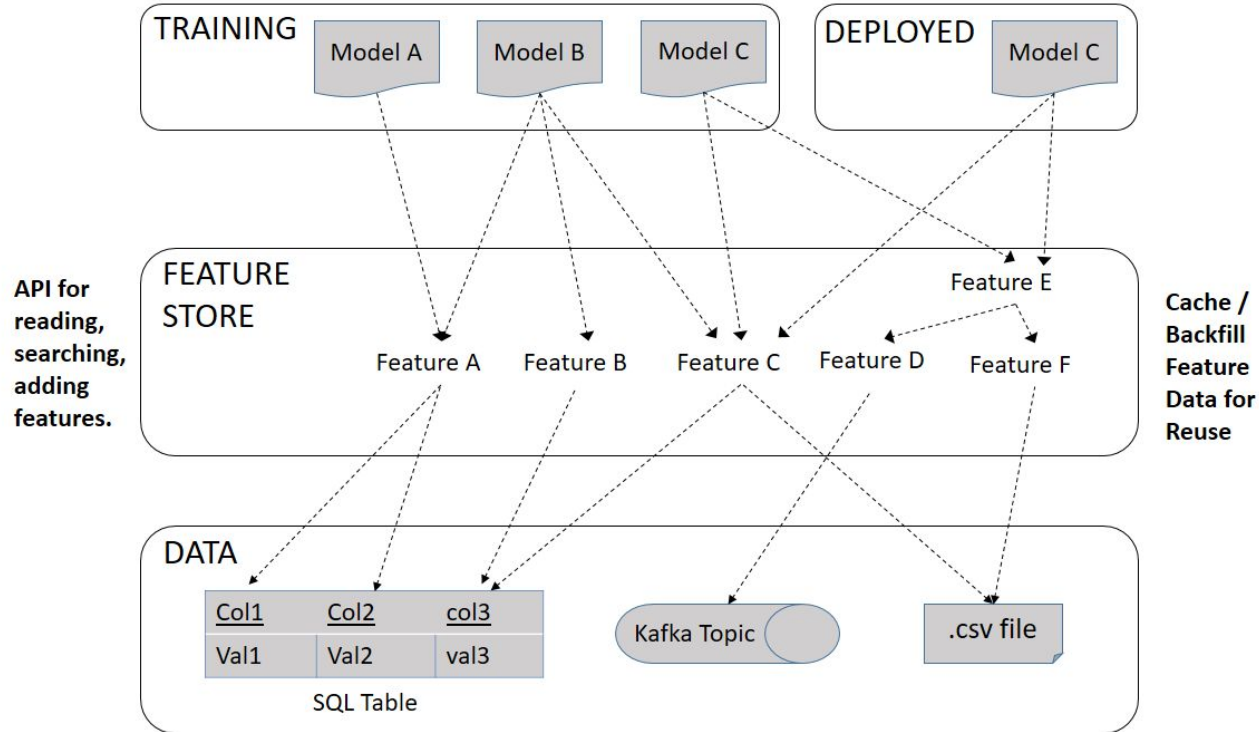 TRAINING
Model A
Model B
Model C
DEPLOYED
Model C
API for
reading,
searching,
adding
features.
FEATURE
STORE
Feature E
Feature A
Feature B
Feature C
Feature D
Feature F
Cache /
Backfill
Feature
Data for
Reuse
DATA
Col1 Col2 col3
Val1 Val2 val3
SQL Table
Kafka Topic
.csv file